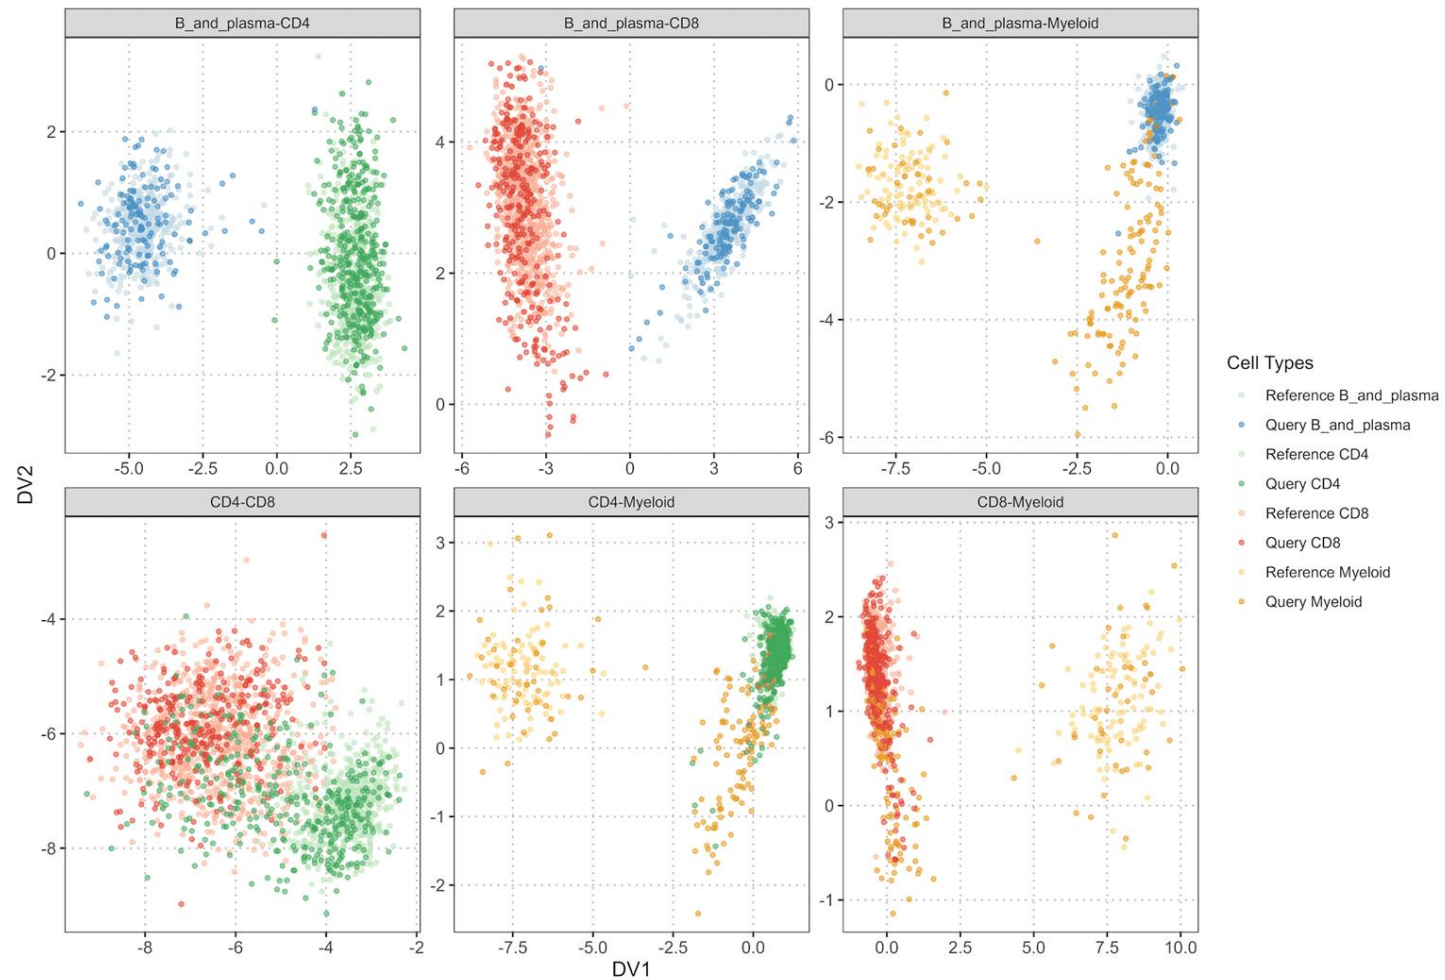 B_and_plasma-CD4
B_and_plasma-CD8
B_and_plasma-Myeloid
2
0
-2
4
2
0
0
-2
-4
-6
-5.0 -2.5 0.0 2.5
-6 -3 0 3 6
-7.5 -5.0 -2.5 0.0
DV2
CD4-CD8
CD4-Myeloid
CD8-Myeloid
-4
-6
-8
3
2
1
0
-1
-2
3
2
1
0
-1
-8 -6 -4 -2
-7.5 -5.0 -2.5 0.0
0.0 2.5 5.0 7.5 10.0
DV1
Cell Types
Reference B_and_plasma
Query B_and_plasma
Reference CD4
Query CD4
Reference CD8
Query CD8
Reference Myeloid
Query Myeloid